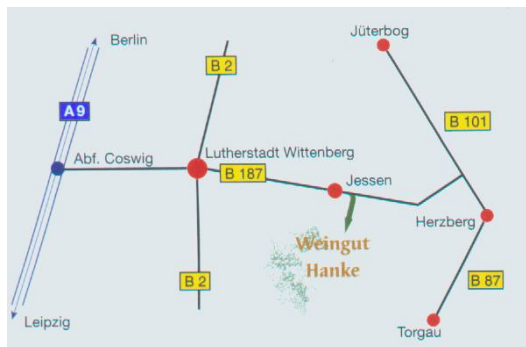 Berlin
Jüterbog
B 2
A9
B 101
Abf. Coswig
Lutherstadt Wittenberg
B 187
Jessen
Herzberg
Weingut
Hanke
B 2
B 87
Leipzig
Torgau